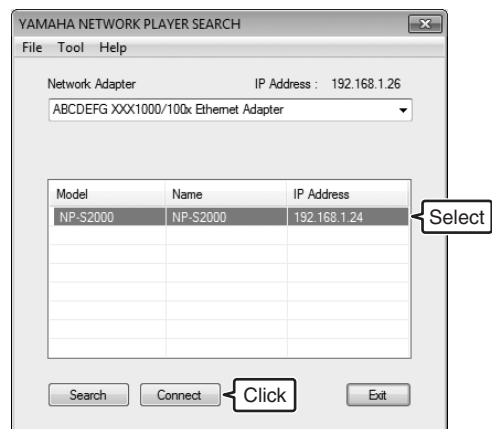 YAMAHA NETWORK PLAYER SEARCH
File Tool Help
Network Adapter IP Address : 192.168.1.26
ABCDEFG XXX1000/100x Ethernet Adapter
Model Name IP Address
NP-S2000 NP-S2000 192.168.1.24
Select
Search Connect Click Exit